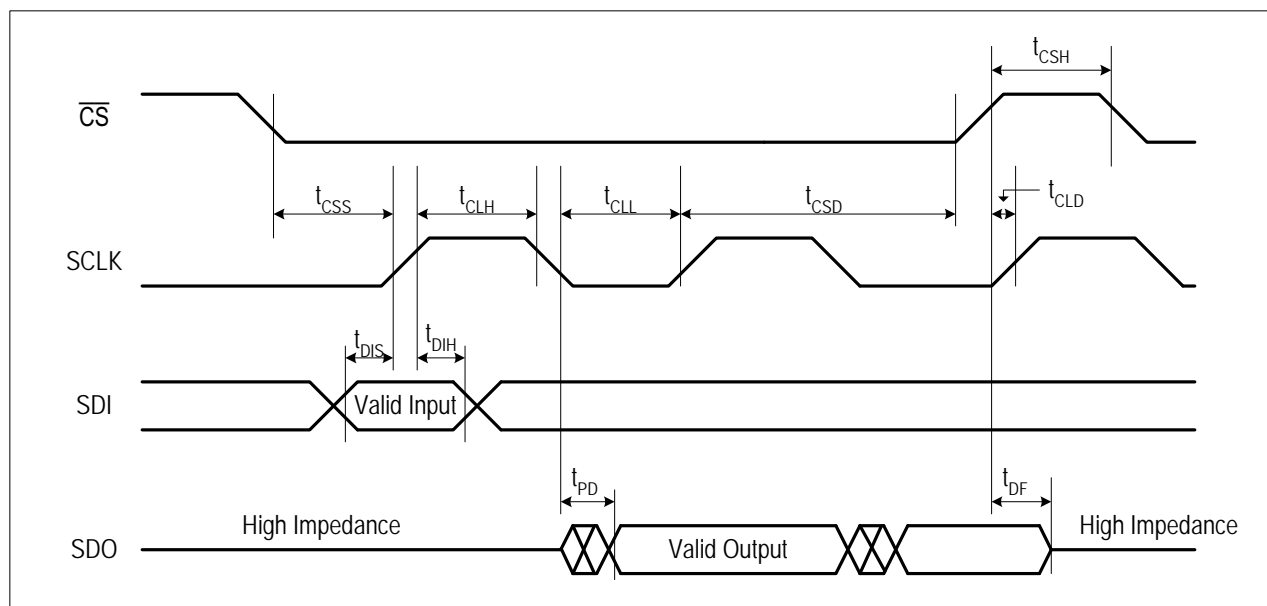 tCSH
CS
tCSS
tCLH
tCLL
tCSD
tCLD
SCLK
tDIS
tDIH
SDI
Valid Input
tPD
tDF
High Impedance
Valid Output
High Impedance
SDO